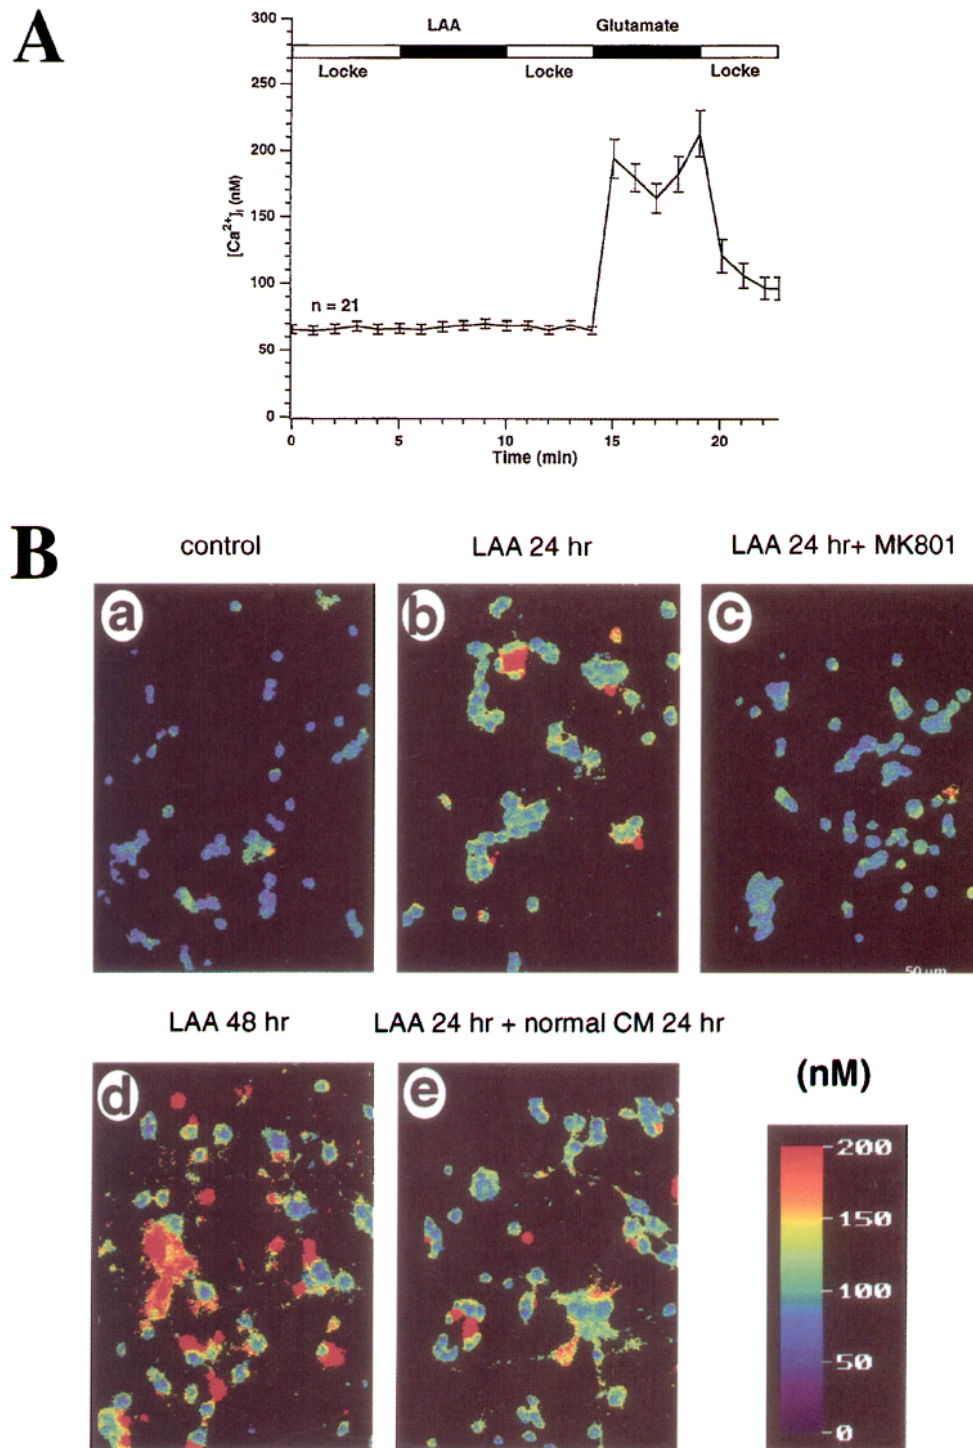 A
300
250
200
150
100
50
0
[Ca2+]i (nM)
LAA
Glutamate
Locke
Locke
Locke
n = 21
0
5
10
15
20
Time (min)
B
control
LAA 24 hr
LAA 24 hr+ MK801
a
b
c
50 µm
LAA 48 hr
LAA 24 hr + normal CM 24 hr
d
e
(nM)
200
150
100
50
0